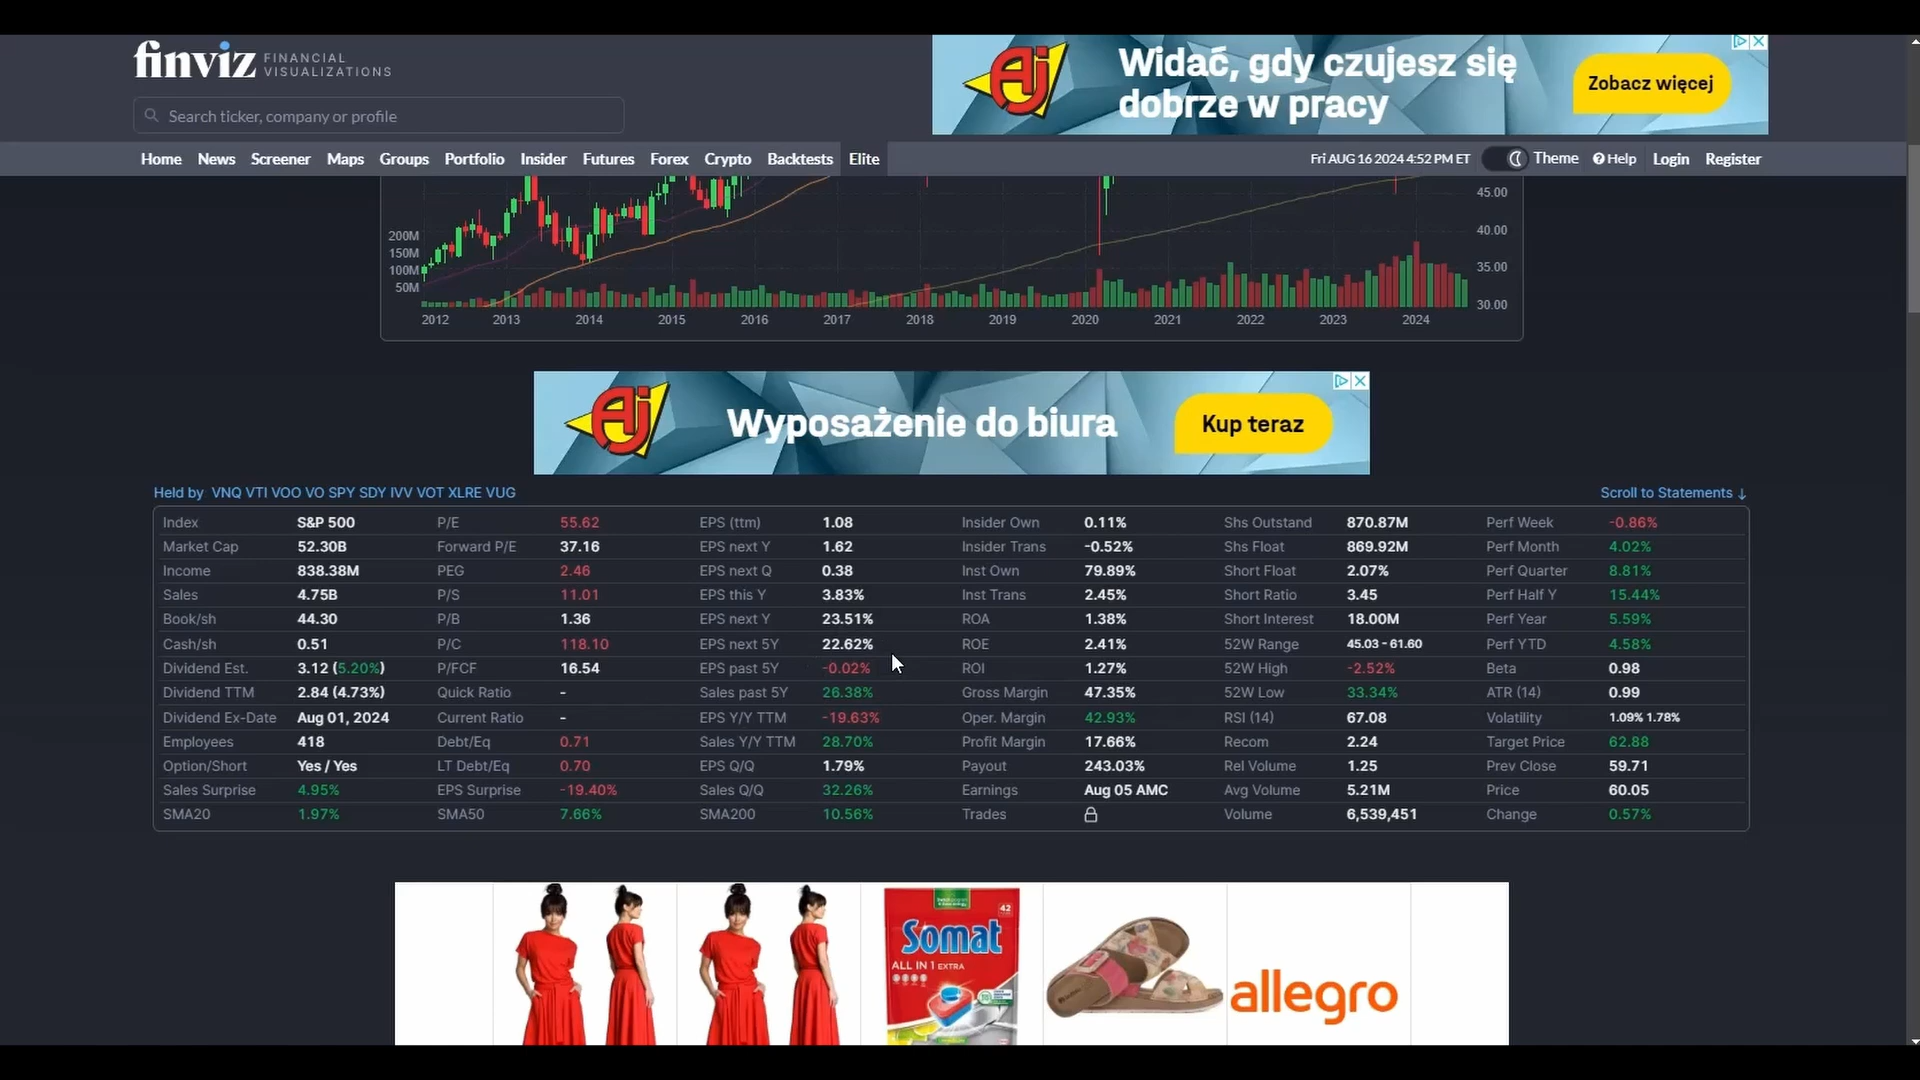 finviz FINANCIAL
VISUALIZATIONS
Search ticker, company or profile
Aj
Widać, gdy czujesz się
dobrze w pracy
Zobacz więcej
Home News Screener Maps Groups Portfolio Insider Futures Forex Crypto Backtests Elite
Fri AUG 16 2024 4:52 PM ET Theme Help Login Register
45.00
40.00
35.00
30.00
200M
150M
100M
50M
2012 2013 2014 2015 2016 2017 2018 2019 2020 2021 2022 2023 2024
Aj
Wyposażenie do biura
Kup teraz
Held by VNQ VTI VOO VO SPY SDY IVV VOT XLRE VUG Scroll to Statements ↓
Index S&P 500 P/E 55.62 EPS (ttm) 1.08 Insider Own 0.11% Shs Outstand 870.87M Perf Week -0.86%
Market Cap 52.30B Forward P/E 37.16 EPS next Y 1.62 Insider Trans -0.52% Shs Float 869.92M Perf Month 4.02%
Income 838.38M PEG 2.46 EPS next Q 0.38 Inst Own 79.89% Short Float 2.07% Perf Quarter 8.81%
Sales 4.75B P/S 11.01 EPS this Y 3.83% Inst Trans 2.45% Short Ratio 3.45 Perf Half Y 15.44%
Book/sh 44.30 P/B 1.36 EPS next Y 23.51% ROA 1.38% Short Interest 18.00M Perf Year 5.59%
Cash/sh 0.51 P/C 118.10 EPS next 5Y 22.62% ROE 2.41% 52W Range 45.03 - 61.60 Perf YTD 4.58%
Dividend Est. 3.12 (5.20%) P/FCF 16.54 EPS past 5Y -0.02% ROI 1.27% 52W High -2.52% Beta 0.98
Dividend TTM 2.84 (4.73%) Quick Ratio - Sales past 5Y 26.38% Gross Margin 47.35% 52W Low 33.34% ATR (14) 0.99
Dividend Ex-Date Aug 01, 2024 Current Ratio - EPS Y/Y TTM -19.63% Oper. Margin 42.93% RSI (14) 67.08 Volatility 1.09% 1.78%
Employees 418 Debt/Eq 0.71 Sales Y/Y TTM 28.70% Profit Margin 17.66% Recom 2.24 Target Price 62.88
Option/Short Yes / Yes LT Debt/Eq 0.70 EPS Q/Q 1.79% Payout 243.03% Rel Volume 1.25 Prev Close 59.71
Sales Surprise 4.95% EPS Surprise -19.40% Sales Q/Q 32.26% Earnings Aug 05 AMC Avg Volume 5.21M Price 60.05
SMA20 1.97% SMA50 7.66% SMA200 10.56% Trades Volume 6,539,451 Change 0.57%
42
Somat
ALL IN 1 EXTRA
allegro